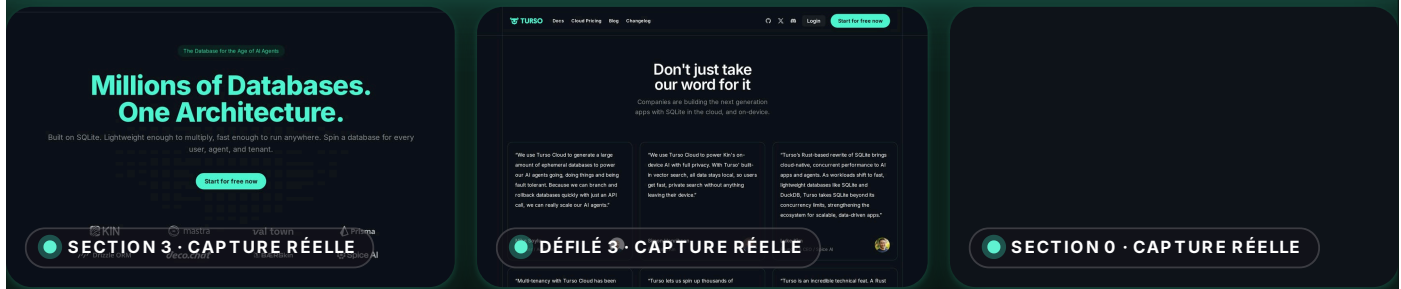 The Database for the Age of AI Agents
Millions of Databases.
One Architecture.
Built on SQLite. Lightweight enough to multiply, fast enough to run anywhere. Spin a database for every
user, agent, and tenant.
Start for free now
KIN mastra val town Prisma
Drizzle ORM deco.chat Spice AI
SECTION 3 · CAPTURE RÉELLE
TURSO Docs Cloud Pricing Blog Changelog Login Start for free now
Don't just take
our word for it
Companies are building the next generation
apps with SQLite in the cloud, and on-device.
"We use Turso Cloud to generate a large
amount of ephemeral databases to power
our AI agents going, doing things and being
fault tolerant. Because we can branch and
rollback databases quickly with just an API
call, we can really scale our AI agents."
"We use Turso Cloud to power Kin's on-
device AI with full privacy. With Turso' built-
in vector search, all data stays local, so users
get fast, private search without anything
leaving their device."
"Turso's Rust-based rewrite of SQLite brings
cloud-native, concurrent performance to AI
apps and agents. As workloads shift to fast,
lightweight databases like SQLite and
DuckDB, Turso takes SQLite beyond its
concurrency limits, strengthening the
ecosystem for scalable, data-driven apps."
DÉFILÉ 3 · CAPTURE RÉELLE
"Multi-tenancy with Turso Cloud has been
"Turso lets us spin up thousands of
"Turso is an incredible technical feat. A Rust
SECTION 0 · CAPTURE RÉELLE